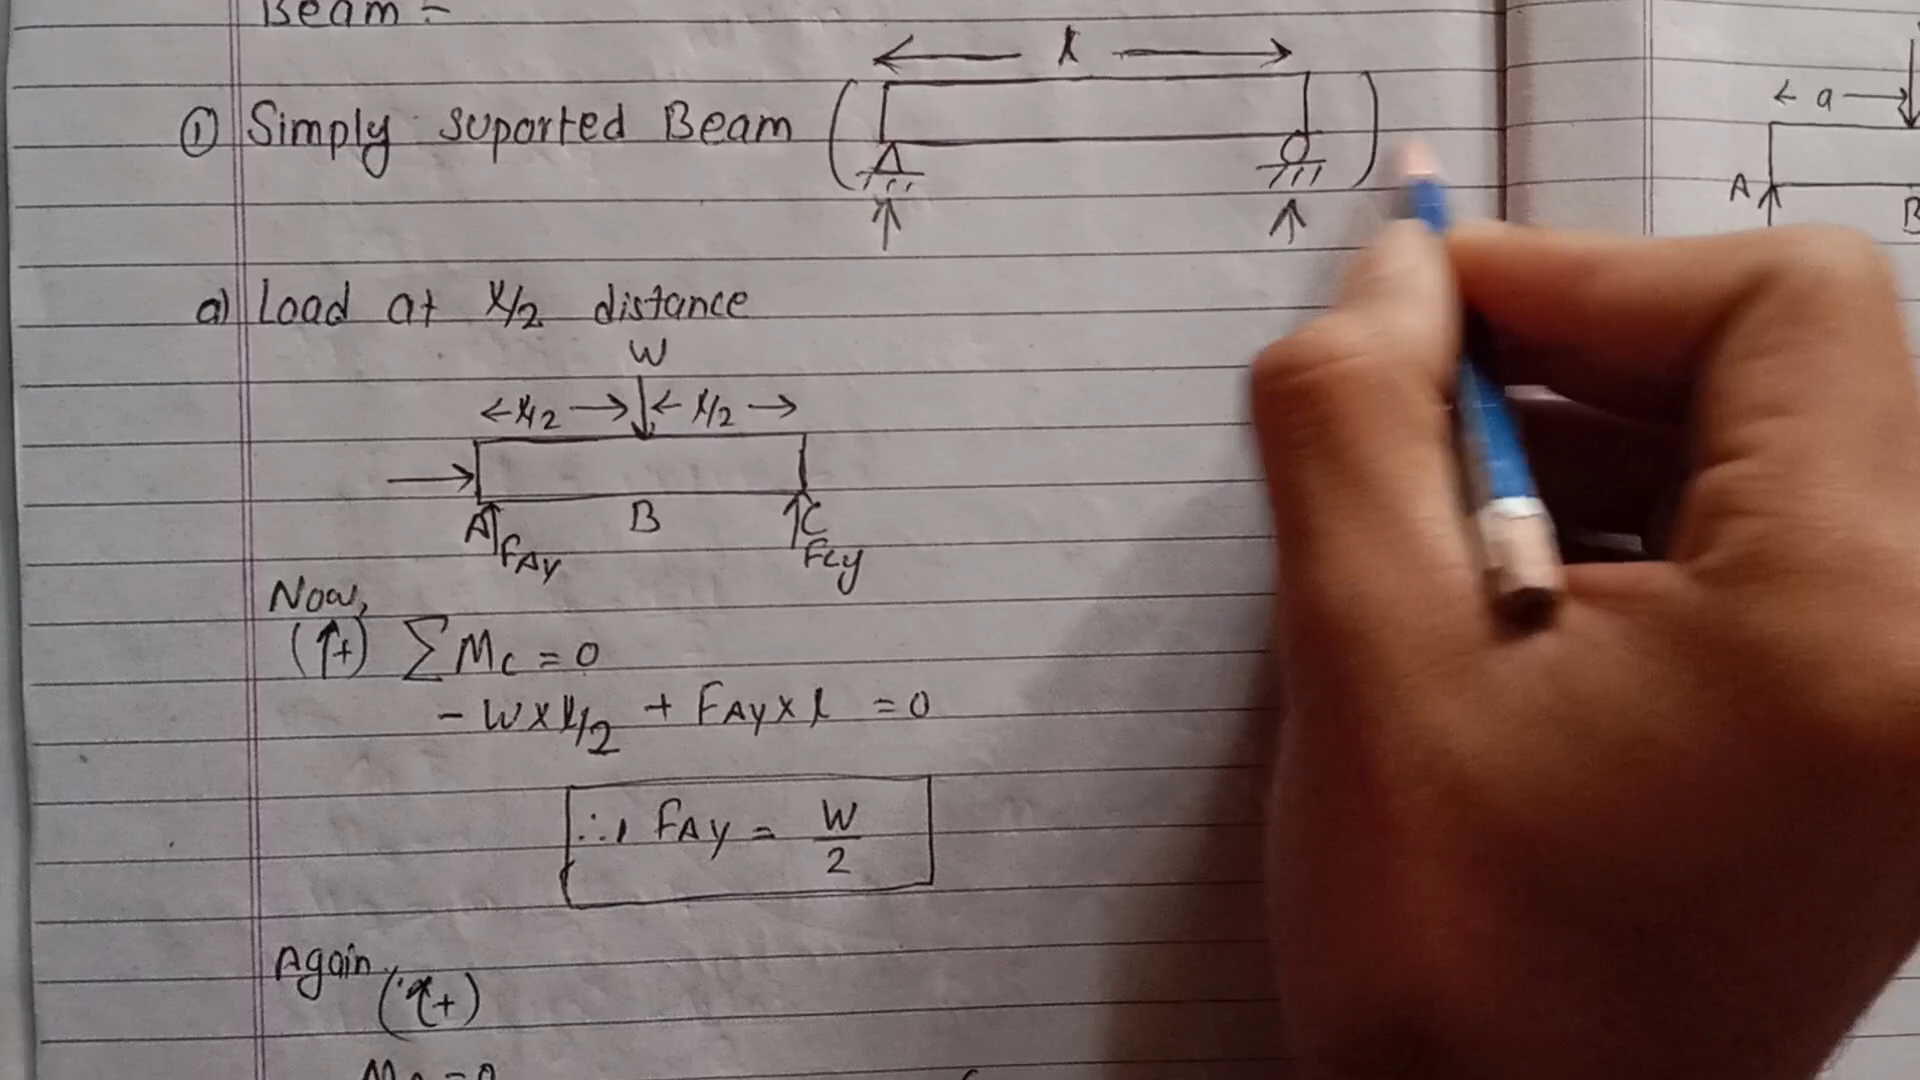 Beam :-
l
① Simply suported Beam ( )
a) Load at l/2 distance
W
← l/2 → ← l/2 →
A B C
FAy Fcy
Now,
(↑+) ∑Mc = 0
- W x l/2 + FAy x l = 0
∴, FAy = W/2
Again,
(↑+)
← a →
A B